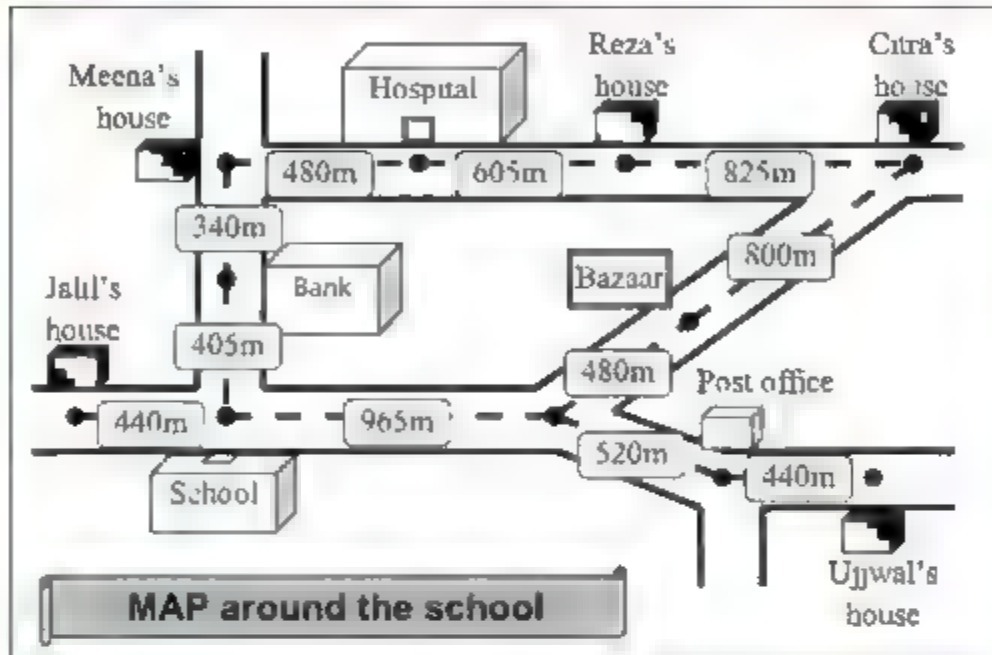 Meena's
house
Hospital
Reza's
house
Citra's
house
480m
605m
825m
340m
800m
Bank
Bazaar
Jalil's
house
405m
480m
Post office
440m
965m
520m
440m
School
Ujjwal's
house
MAP around the school